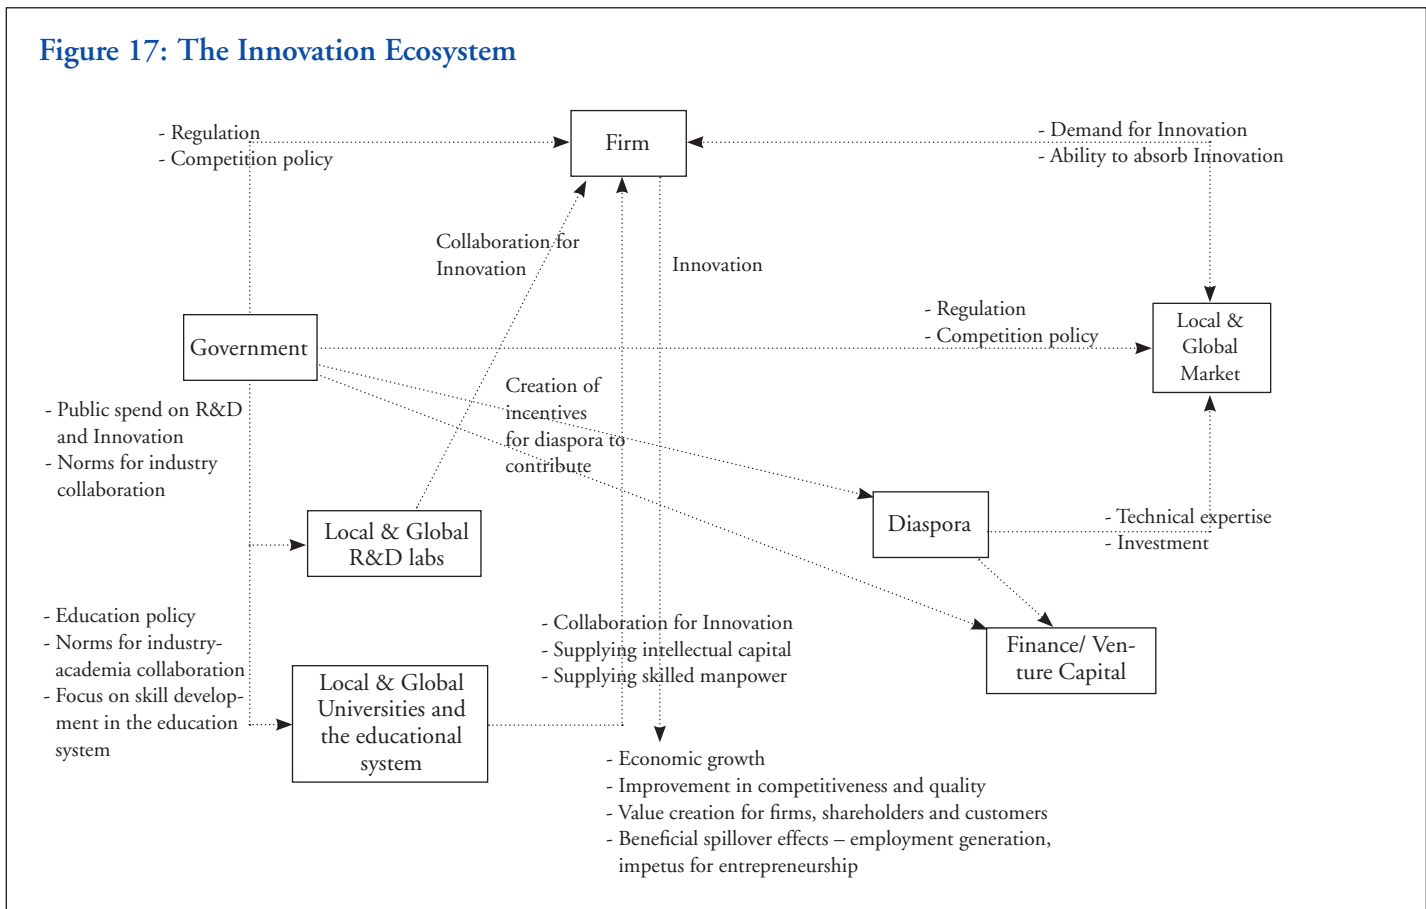 Figure 17: The Innovation Ecosystem
- Regulation
- Competition policy
Firm
- Demand for Innovation
- Ability to absorb Innovation
Collaboration for
Innovation
Innovation
Government
- Regulation
- Competition policy
Local &
Global
Market
- Public spend on R&D
and Innovation
- Norms for industry
collaboration
Creation of
incentives
for diaspora to
contribute
Local & Global
R&D labs
Diaspora
- Technical expertise
- Investment
- Education policy
- Norms for industry-
academia collaboration
- Focus on skill develop-
ment in the education
system
Local & Global
Universities and
the educational
system
- Collaboration for Innovation
- Supplying intellectual capital
- Supplying skilled manpower
Finance/ Ven-
ture Capital
- Economic growth
- Improvement in competitiveness and quality
- Value creation for firms, shareholders and customers
- Beneficial spillover effects – employment generation,
impetus for entrepreneurship